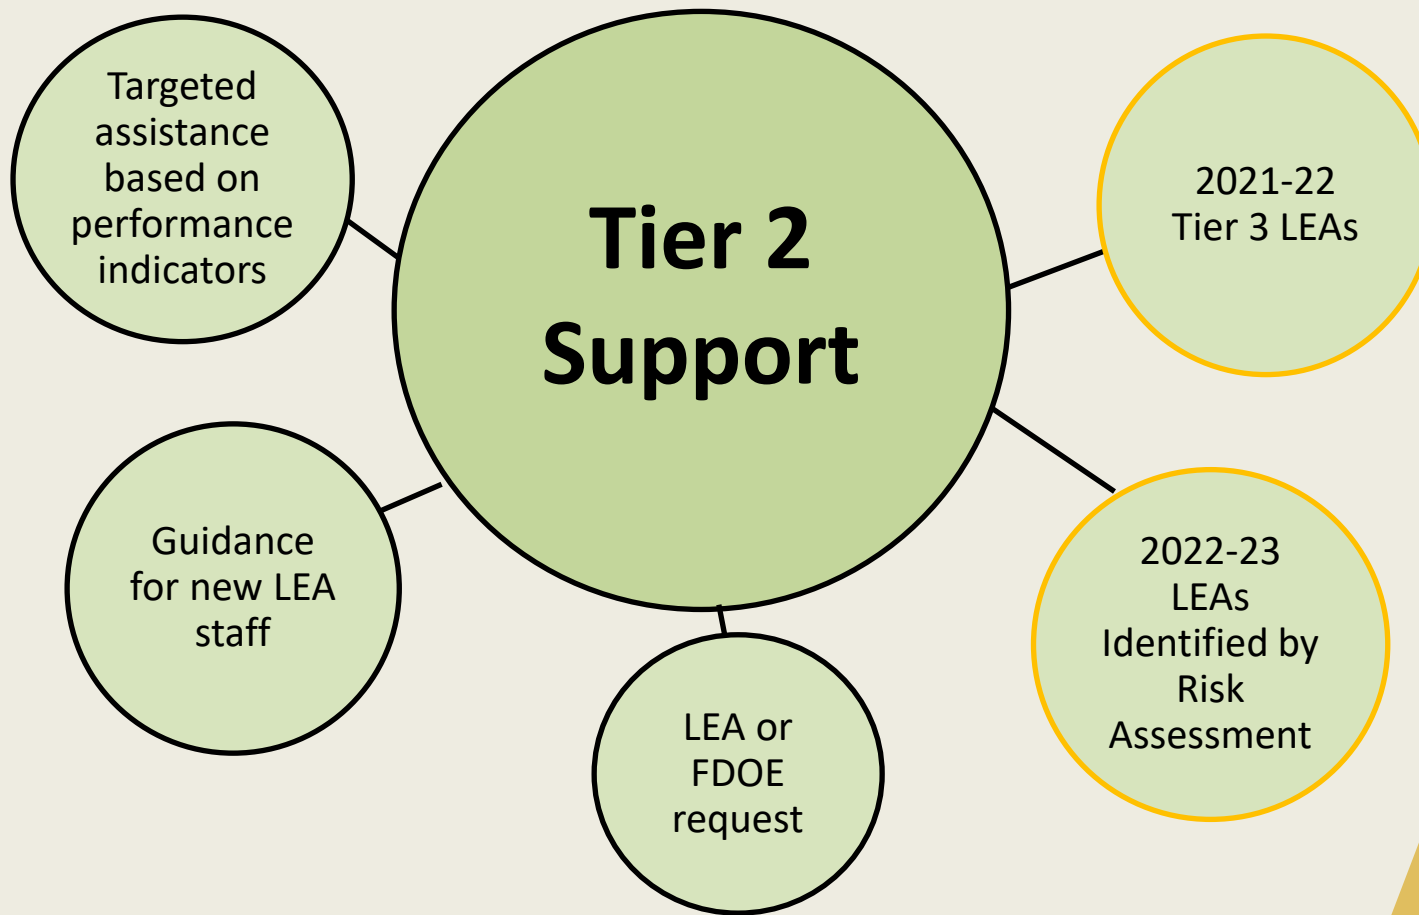 Targeted
assistance
based on
performance
indicators
Tier 2
Support
2021-22
Tier 3 LEAs
Guidance
for new LEA
staff
LEA or
FDOE
request
2022-23
LEAs
Identified by
Risk
Assessment